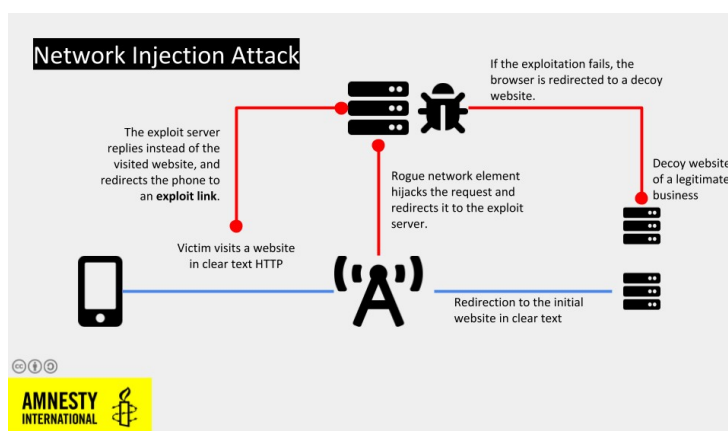 Network Injection Attack
If the exploitation fails, the
browser is redirected to a decoy
website.
The exploit server
replies instead of the
visited website, and
redirects the phone to
an exploit link.
Rogue network element
hijacks the request and
redirects it to the exploit
server.
Decoy website
of a legitimate
business
Victim visits a website
in clear text HTTP
Redirection to the initial
website in clear text
cc
AMNESTY
INTERNATIONAL